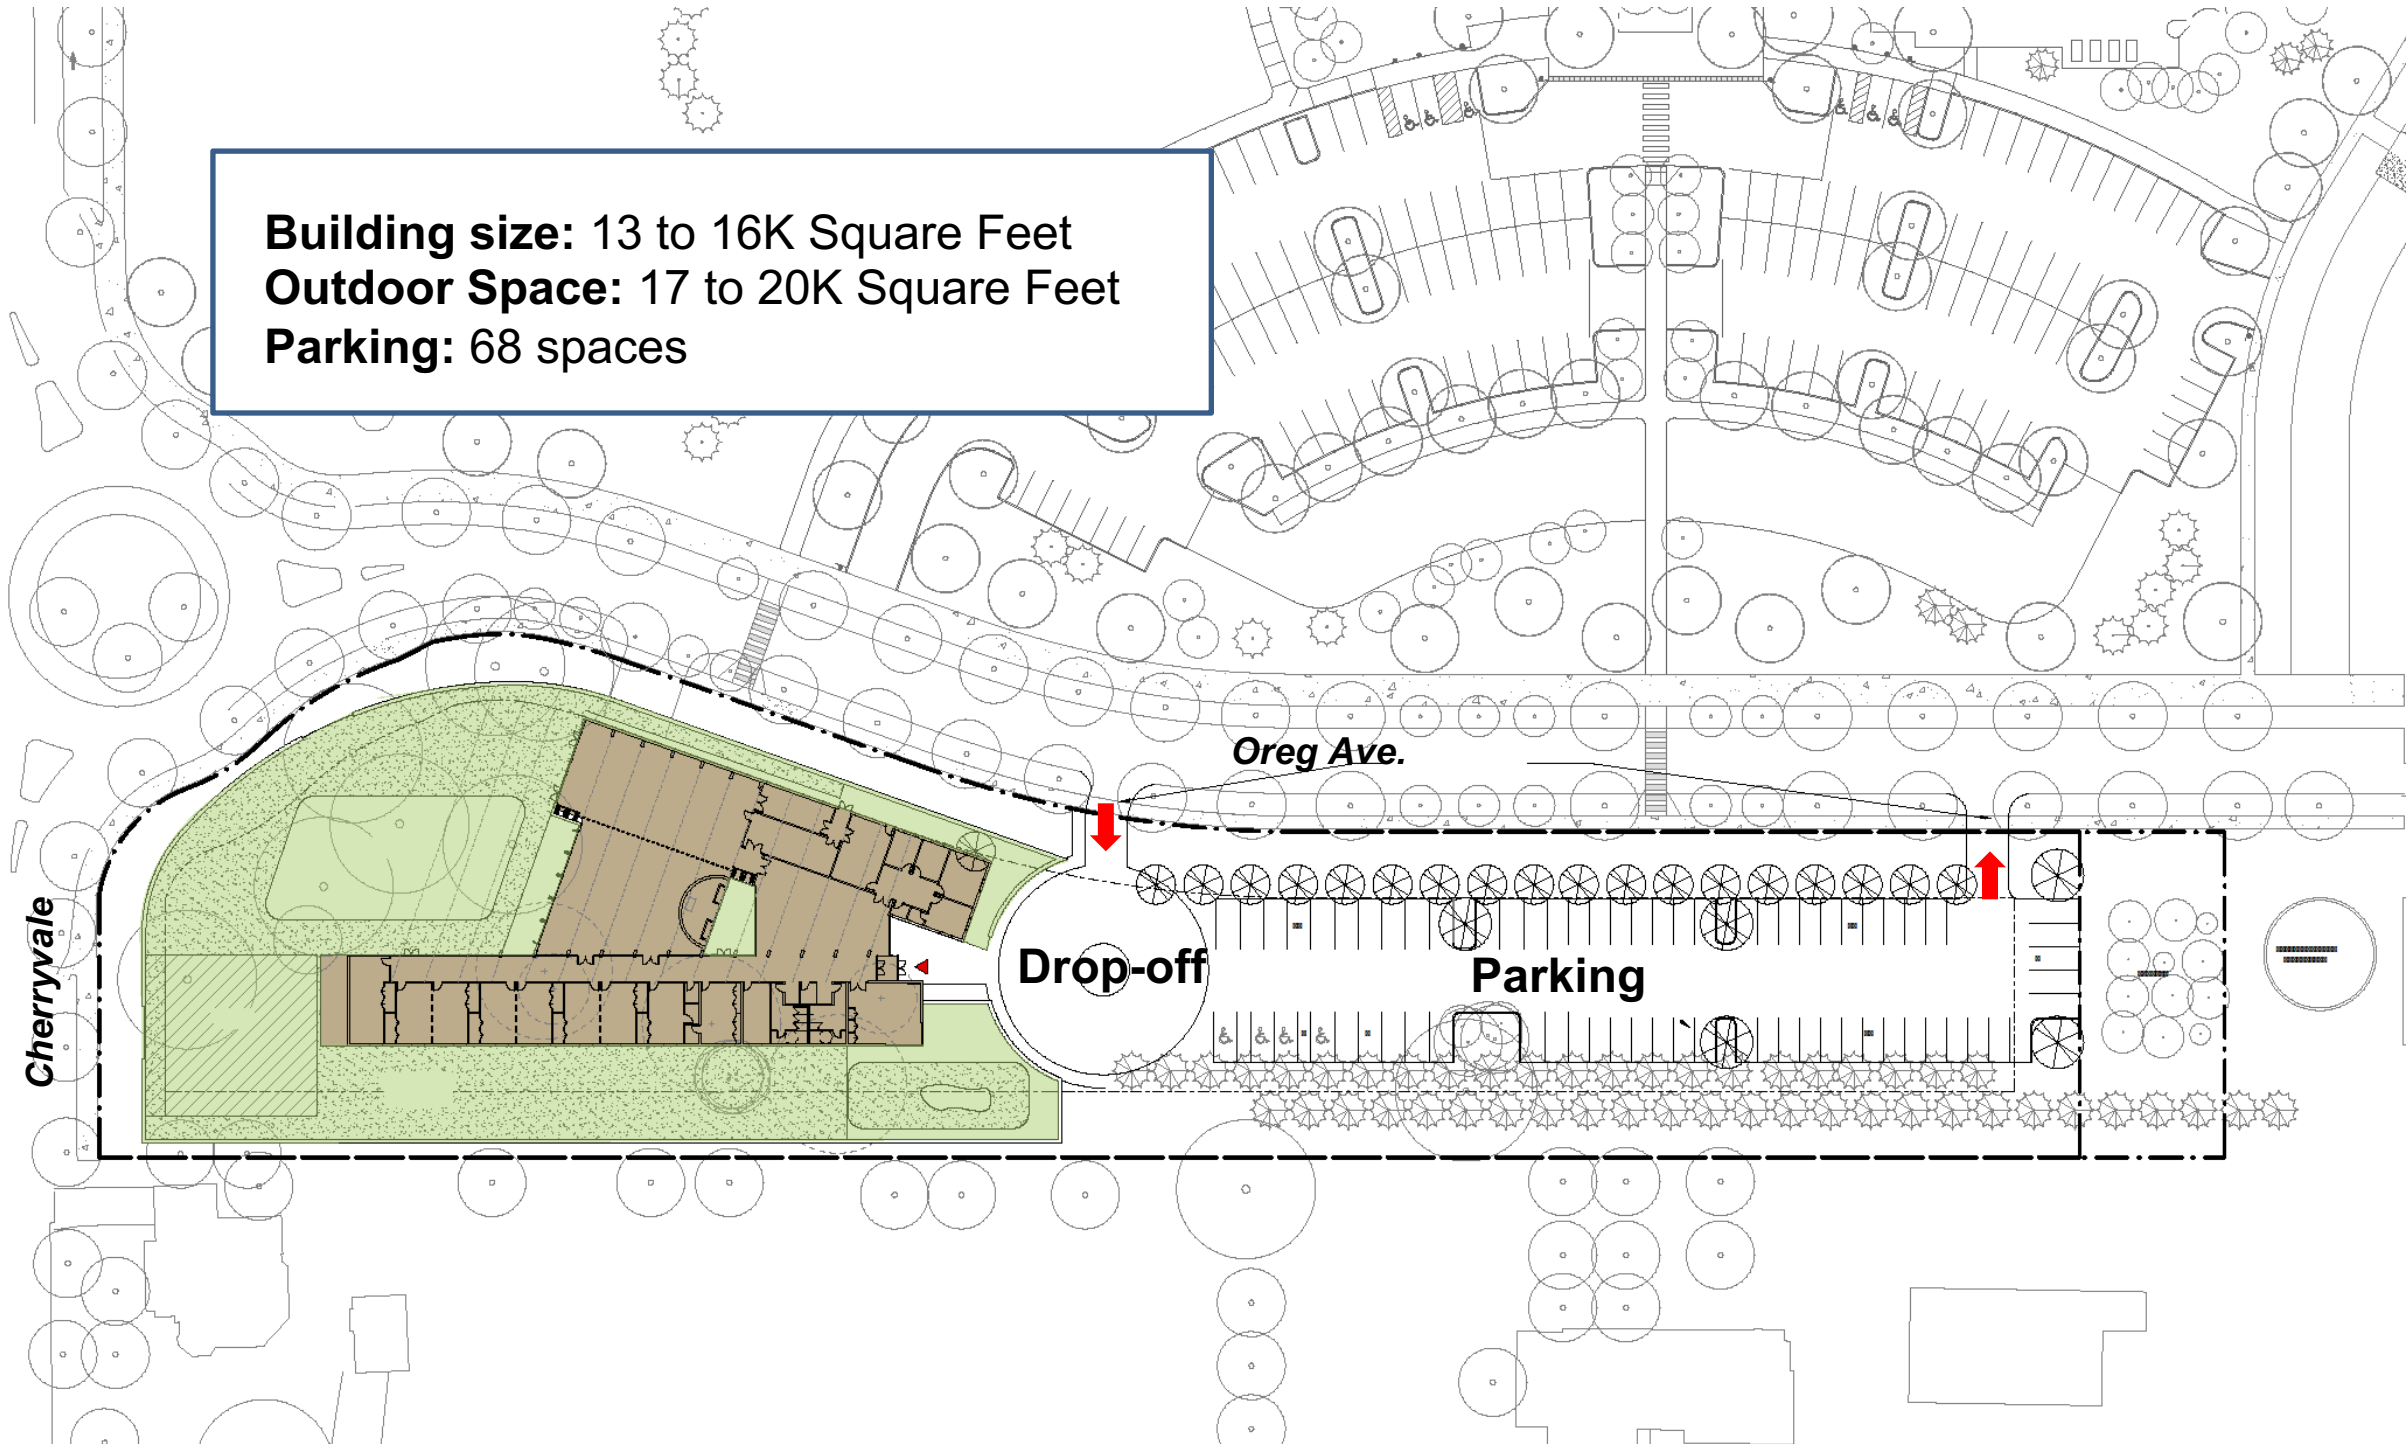 Building size: 13 to 16K Square Feet
Outdoor Space: 17 to 20K Square Feet
Parking: 68 spaces
Oreg Ave.
Cherryvale
Drop-off
Parking